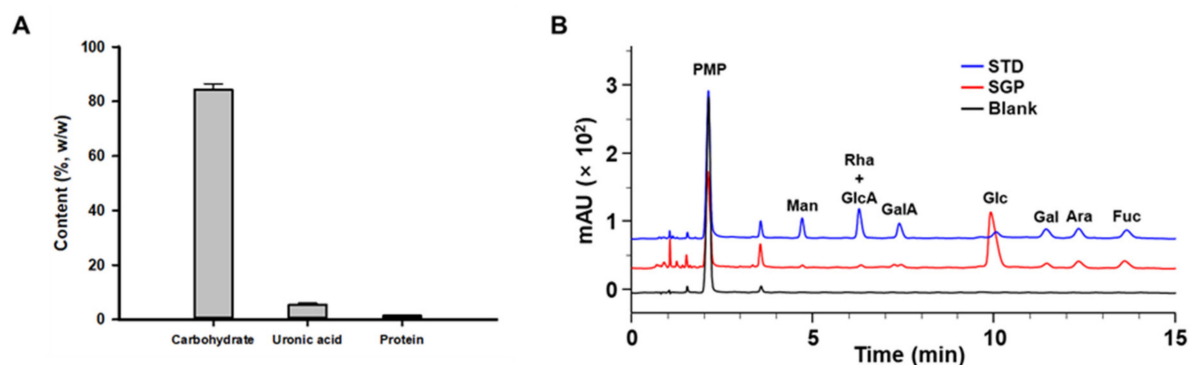 A
Content (%, w/w)
100
80
60
40
20
0
Carbohydrate Uronic acid Protein
B
mAU (× 10²)
3
2
1
0
PMP
STD
SGP
Blank
Man
Rha
+
GlcA
GalA
Glc
Gal
Ara
Fuc
0 5 10 15
Time (min)